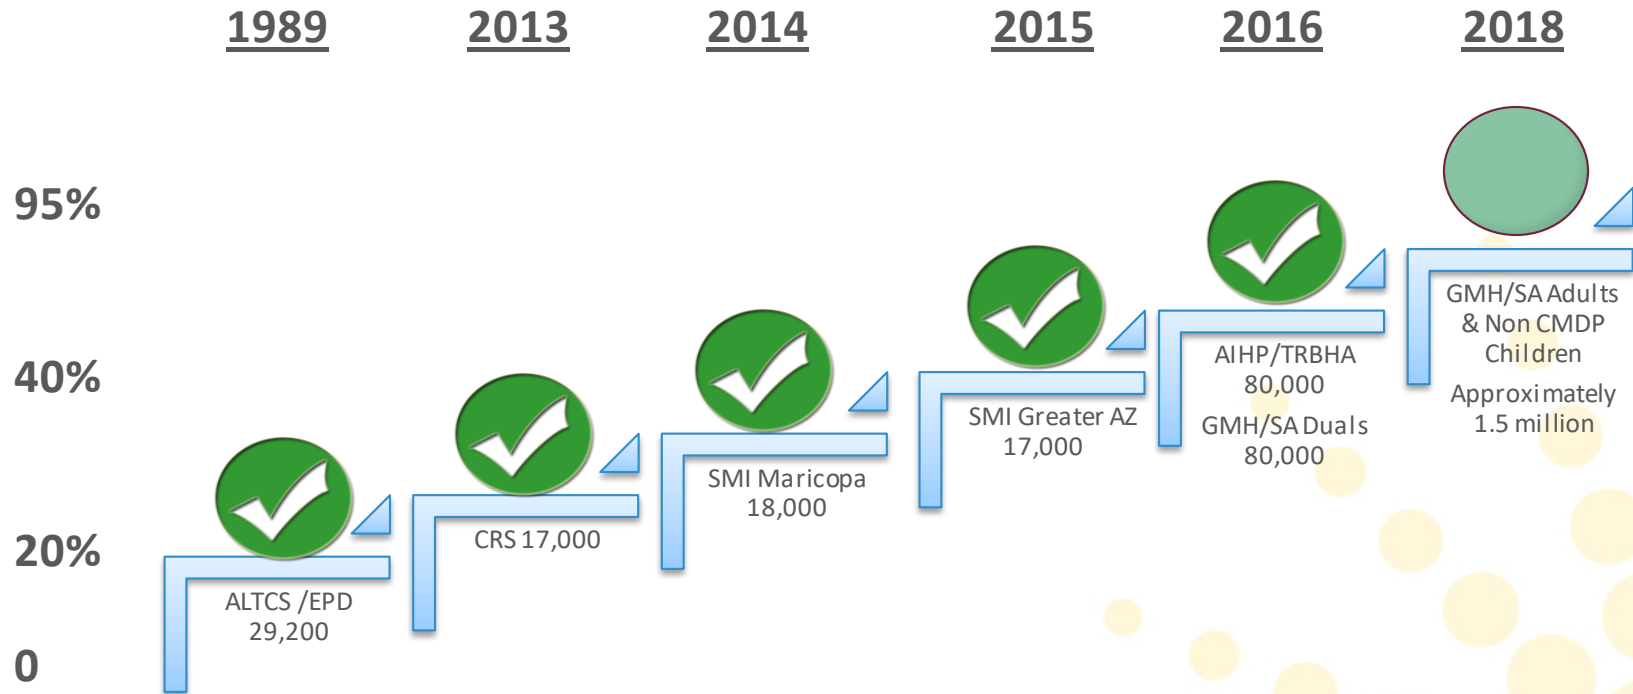 1989 2013 2014 2015 2016 2018
95%
40%
20%
0
ALTCS /EPD
29,200
CRS 17,000
SMI Maricopa
18,000
SMI Greater AZ
17,000
AIHP/TRBHA
80,000
GMH/SA Duals
80,000
GMH/SA Adults
& Non CMDP
Children
Approximately
1.5 million